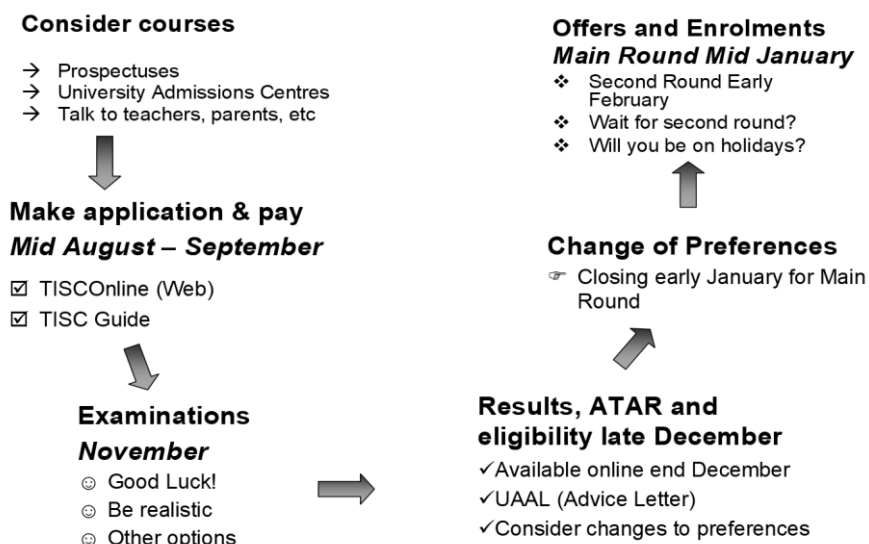 Consider courses
→ Prospectuses
→ University Admissions Centres
→ Talk to teachers, parents, etc
Make application & pay
Mid August – September
☑ TISCOnline (Web)
☑ TISC Guide
Examinations
November
☺ Good Luck!
☺ Be realistic
☺ Other options
Results, ATAR and
eligibility late December
✓Available online end December
✓UAAL (Advice Letter)
✓Consider changes to preferences
Change of Preferences
☞ Closing early January for Main
Round
Offers and Enrolments
Main Round Mid January
❖ Second Round Early
February
❖ Wait for second round?
❖ Will you be on holidays?